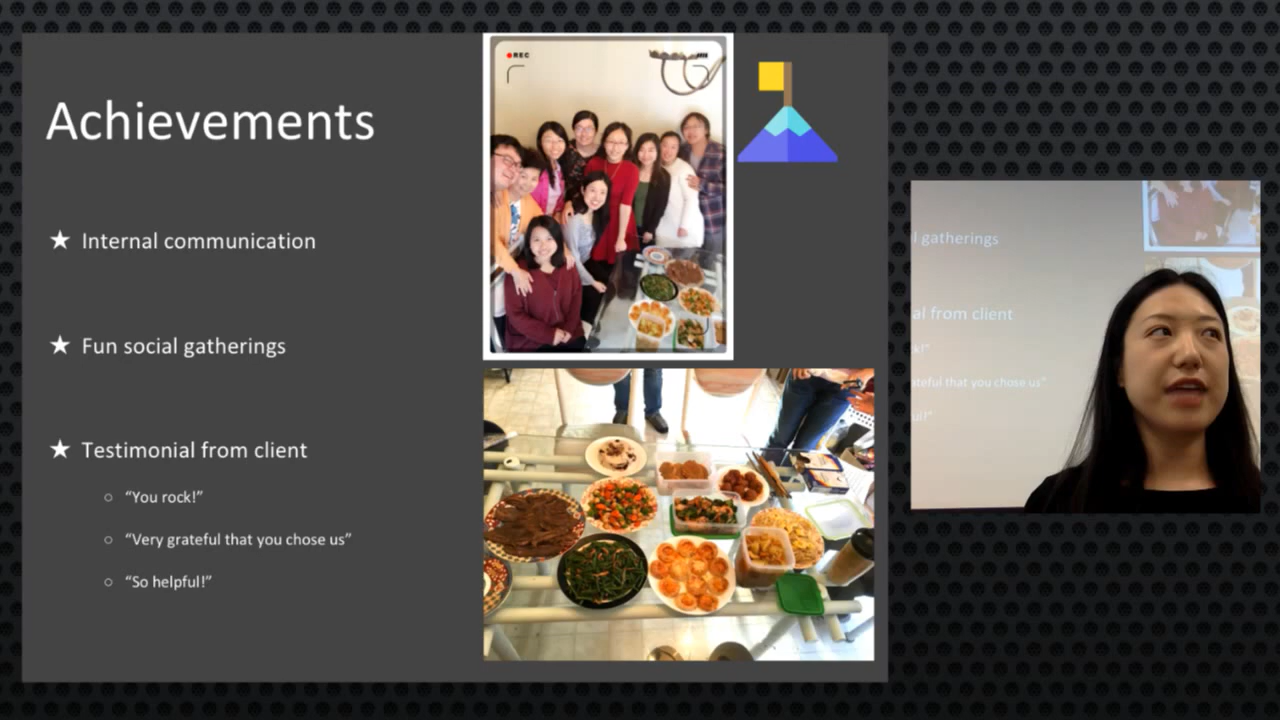 Achievements
★ Internal communication
★ Fun social gatherings
★ Testimonial from client
○ “You rock!”
○ “Very grateful that you chose us”
○ “So helpful!”
REC
l gatherings
al from client
k!”
ateful that you chose us”
ul!”